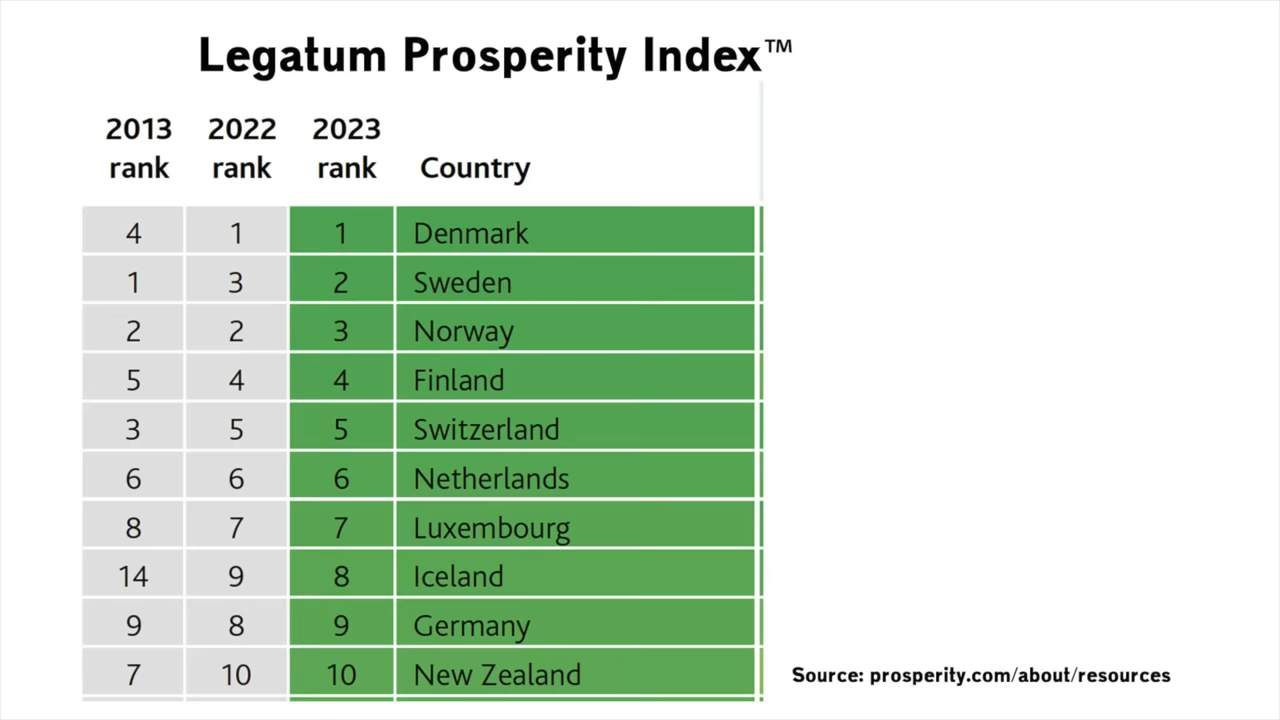 Legatum Prosperity Index™
2013 rank 2022 rank 2023 rank Country
4 1 1 Denmark
1 3 2 Sweden
2 2 3 Norway
5 4 4 Finland
3 5 5 Switzerland
6 6 6 Netherlands
8 7 7 Luxembourg
14 9 8 Iceland
9 8 9 Germany
7 10 10 New Zealand
Source: prosperity.com/about/resources